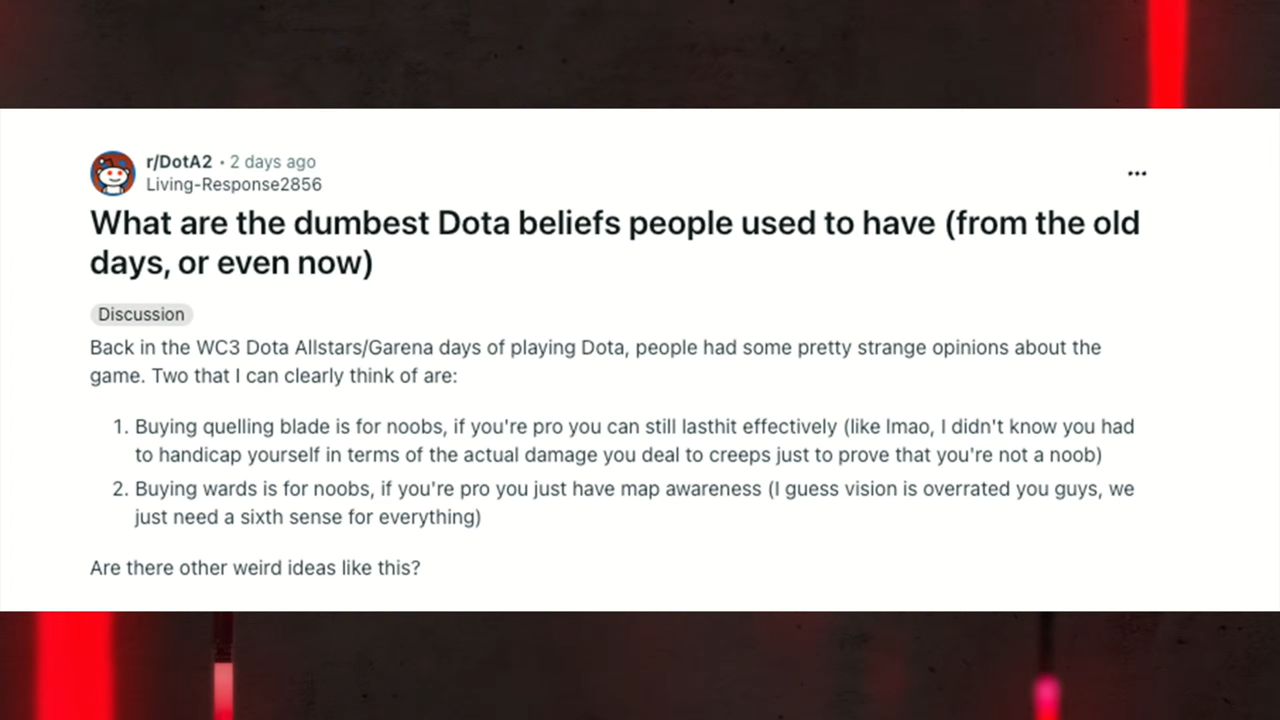 r/DotA2 • 2 days ago
Living-Response2856
What are the dumbest Dota beliefs people used to have (from the old
days, or even now)
Discussion
Back in the WC3 Dota Allstars/Garena days of playing Dota, people had some pretty strange opinions about the
game. Two that I can clearly think of are:
1. Buying quelling blade is for noobs, if you're pro you can still lasthit effectively (like lmao, I didn't know you had
to handicap yourself in terms of the actual damage you deal to creeps just to prove that you're not a noob)
2. Buying wards is for noobs, if you're pro you just have map awareness (I guess vision is overrated you guys, we
just need a sixth sense for everything)
Are there other weird ideas like this?